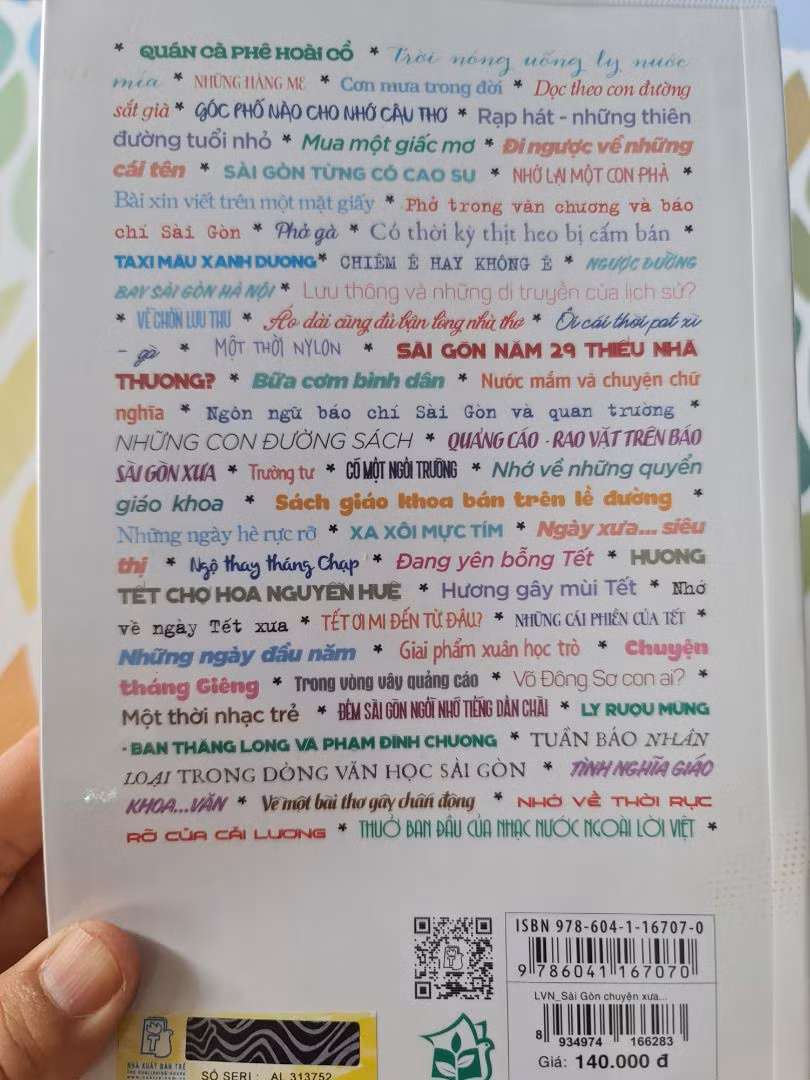 * QUÁN CÀ PHÊ HOÀI CỔ * Trời nóng uống ly nước
mía * NHỮNG HÀNG ME * Cơn mưa trong đời * Dọc theo con đường
sắt già * GÓC PHỐ NÀO CHO NHỚ CÂU THƠ * Rạp hát - những thiên
đường tuổi nhỏ * Mua một giấc mơ * Đi ngược về những
cái tên * SÀI GÒN TỪNG CÓ CAO SU * NHỚ LẠI MỘT CON PHÀ *
Bài xin viết trên một mặt giấy * Phở trong văn chương và báo
chí Sài Gòn * Phở gà * Có thời kỳ thịt heo bị cấm bán *
TAXI MÀU XANH DƯƠNG * CHIÊM Ê HAY KHÔNG Ê * NGƯỢC ĐƯỜNG
BAY SÀI GÒN HÀ NỘI * Lưu thông và những di truyền của lịch sử?
* VỀ CHỐN LƯU THƯ * Áo dài cũng đủ bận lòng nhà thơ * Ôi cái thời pat xi
- gà * MỘT THỜI NYLON * SÀI GÒN NĂM 29 THIẾU NHÀ
THƯƠNG? * Bữa cơm bình dân * Nước mắm và chuyện chữ
nghĩa * Ngôn ngữ báo chí Sài Gòn và quan trường *
NHỮNG CON ĐƯỜNG SÁCH * QUẢNG CÁO - RAO VẶT TRÊN BÁO
SÀI GÒN XƯA * Trường tư * CÓ MỘT NGÔI TRƯỜNG * Nhớ về những quyển
giáo khoa * Sách giáo khoa bán trên lề đường *
Những ngày hè rực rỡ * XA XÔI MỰC TÍM * Ngày xưa... siêu
thị * Ngộ thay tháng Chạp * Đang yên bỗng Tết * HƯƠNG
TẾT CHỢ HOA NGUYỄN HUỆ * Hương gây mùi Tết * Nhớ
về ngày Tết xưa * TẾT ƠI MI ĐẾN TỪ ĐÂU? * NHỮNG CÁI PHIỀN CỦA TẾT *
Những ngày đầu năm * Giai phẩm xuân học trò * Chuyện
tháng Giêng * Trong vòng vây quảng cáo * Võ Đông Sơ con ai? *
Một thời nhạc trẻ * ĐÊM SÀI GÒN NGỒI NHỚ TIẾNG DẦN CHÀI * LY RƯỢU MỪNG
- BAN THĂNG LONG VÀ PHẠM ĐÌNH CHƯƠNG * TUẦN BÁO NHÂN
LOẠI TRONG DÒNG VĂN HỌC SÀI GÒN * TÌNH NGHĨA GIÁO
KHOA...VĂN * Về một bài thơ gây chấn động * NHỚ VỀ THỜI RỰC
RỠ CỦA CẢI LƯƠNG * THUỞ BAN ĐẦU CỦA NHẠC NƯỚC NGOÀI LỜI VIỆT *
ISBN 978-604-1-16707-0
9 786041 167070
LVN_Sài Gòn chuyện xưa...
8 934974 166283
Giá: 140.000 đ
NHÀ XUẤT BẢN TRẺ
SỐ SERI: AL 313752